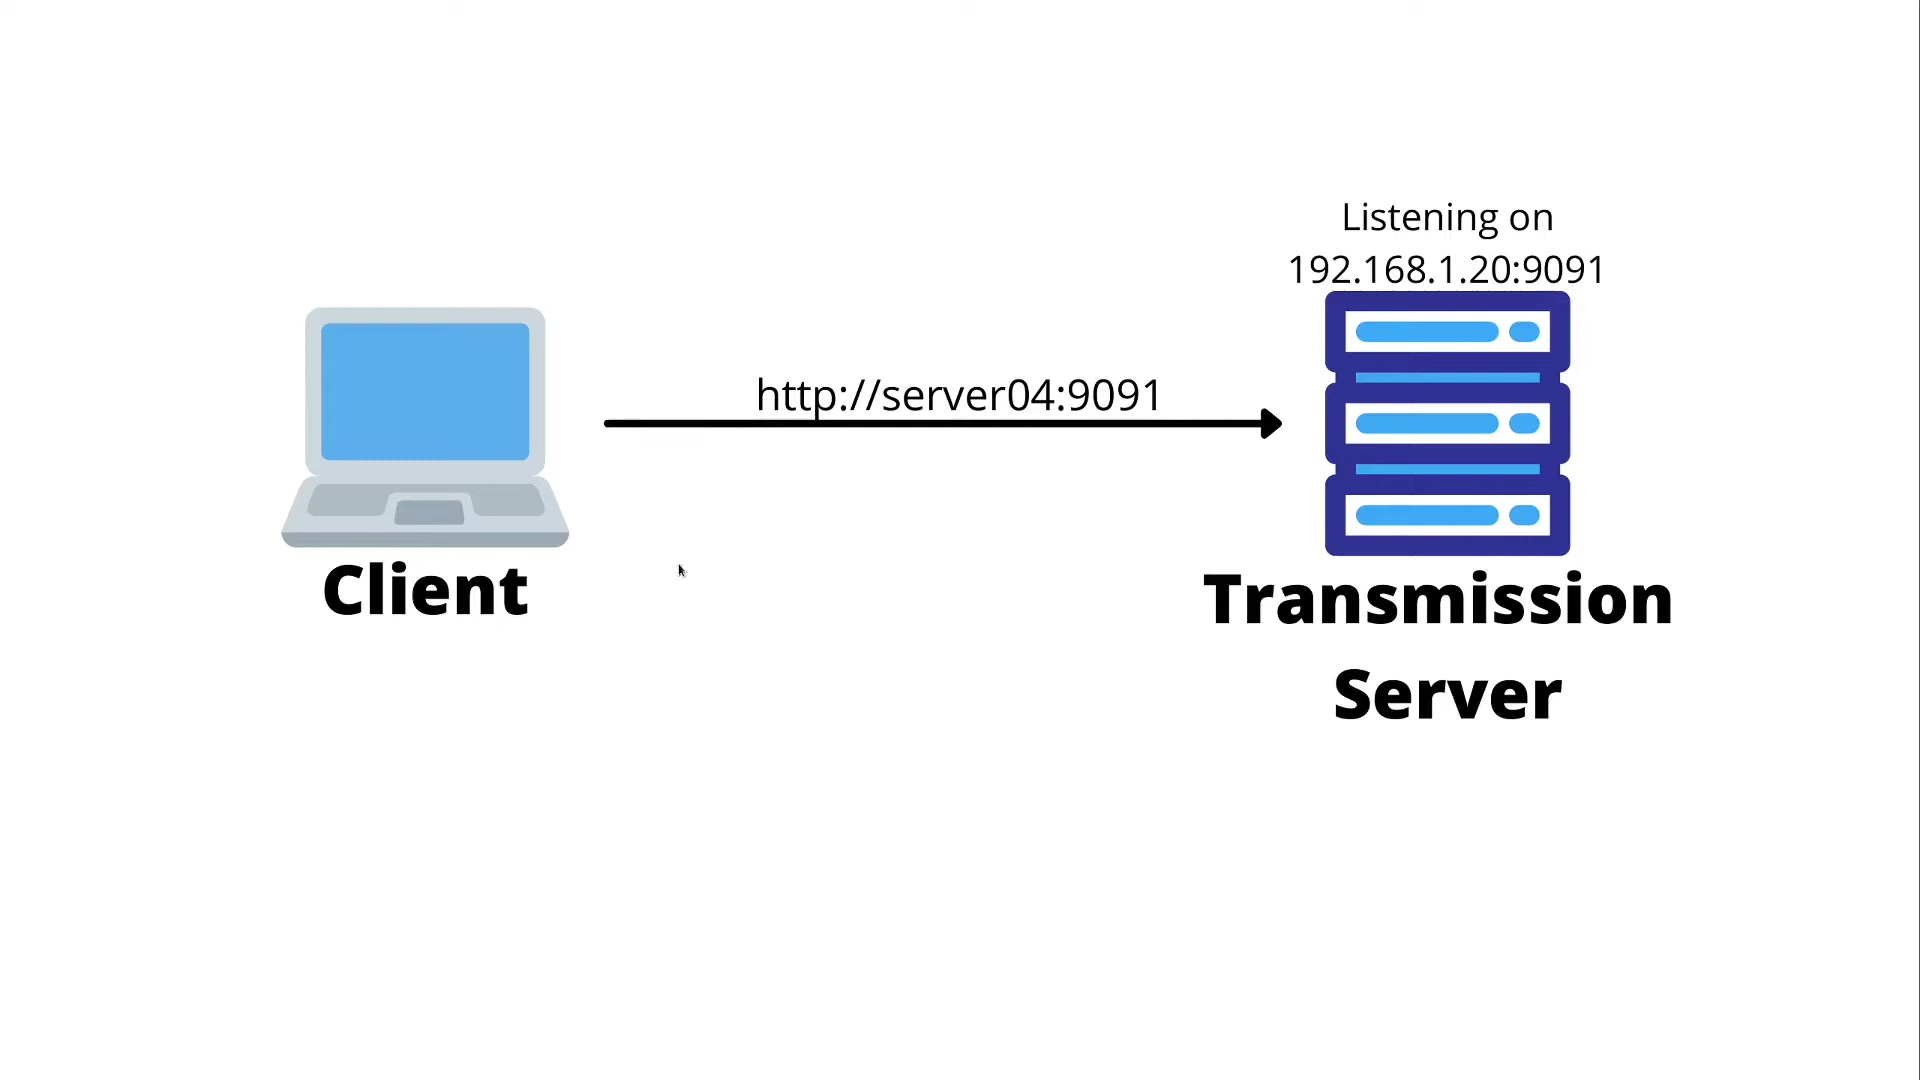 Listening on
192.168.1.20:9091
http://server04:9091
Client
Transmission
Server